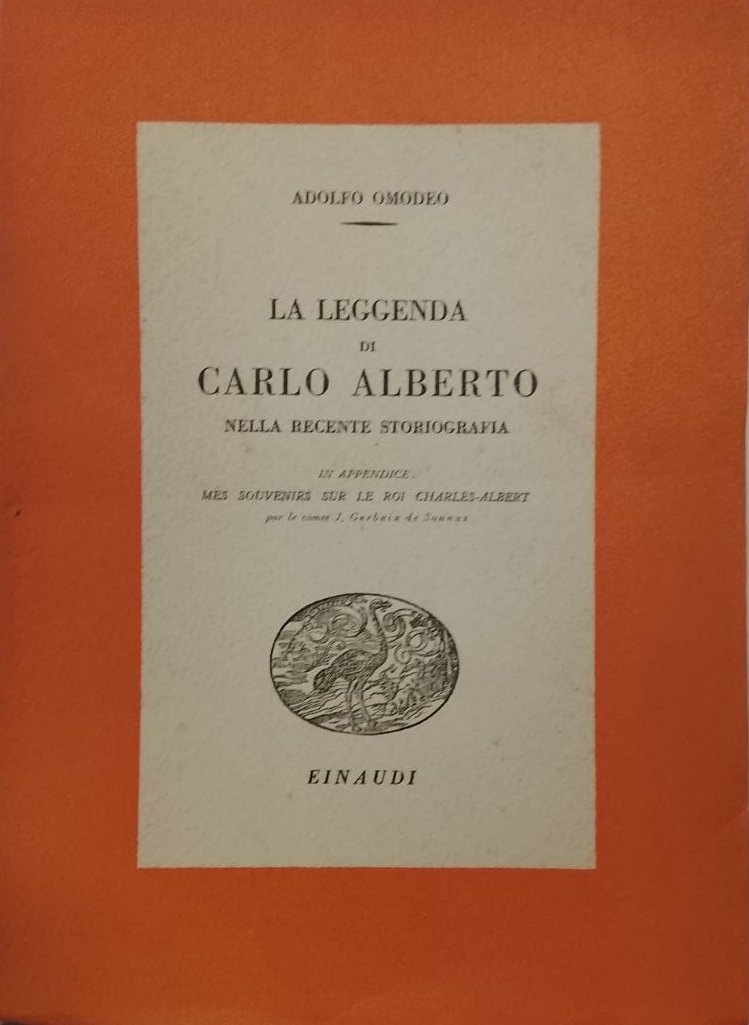 ADOLFO OMODEO
LA LEGGENDA
DI
CARLO ALBERTO
NELLA RECENTE STORIOGRAFIA
IN APPENDICE:
MES SOUVENIRS SUR LE ROI CHARLES-ALBERT
par le comte J. Gerbaix de Sonnaz
EINAUDI